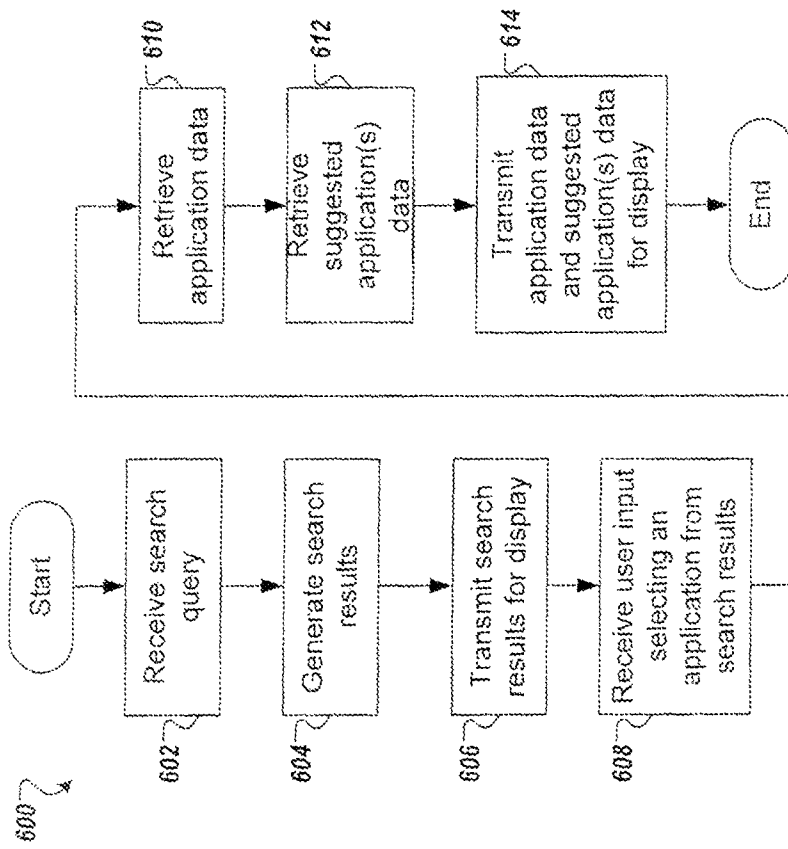 600
Start
Receive search
query
602
Generate search
results
604
Transmit search
results for display
606
Receive user input
selecting an
application from
search results
608
Retrieve
application data
610
Retrieve
suggested
application(s)
data
612
Transmit
application data
and suggested
application(s) data
for display
614
End